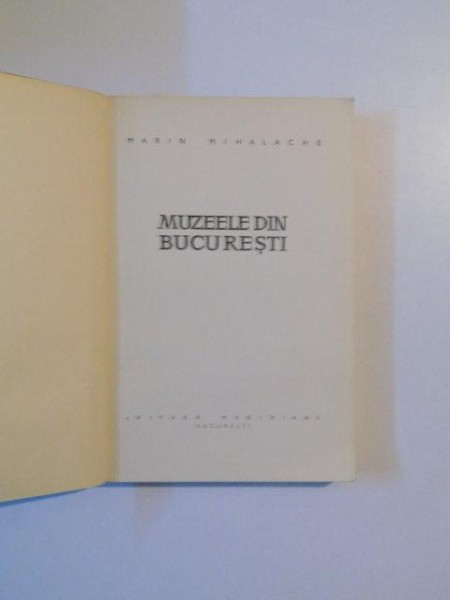 MARIN MIHALACHE
MUZEELE DIN
BUCUREȘTI
EDITURA MERIDIANE
BUCUREȘTI